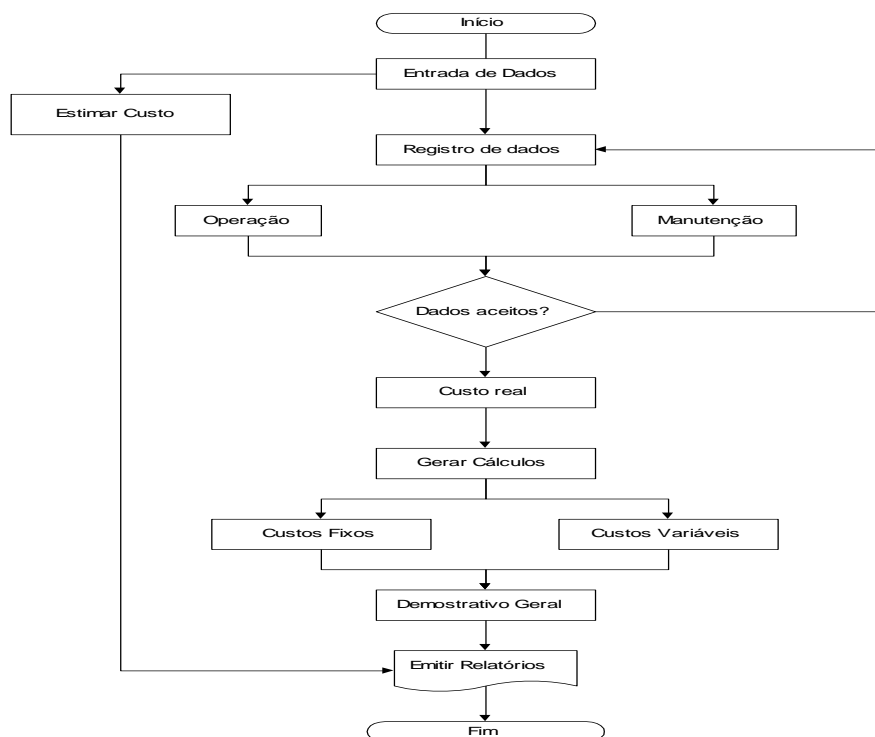 Início
Entrada de Dados
Estimar Custo
Registro de dados
Operação
Manutenção
Dados aceitos?
Custo real
Gerar Cálculos
Custos Fixos
Custos Variáveis
Demostrativo Geral
Emitir Relatórios
Fim